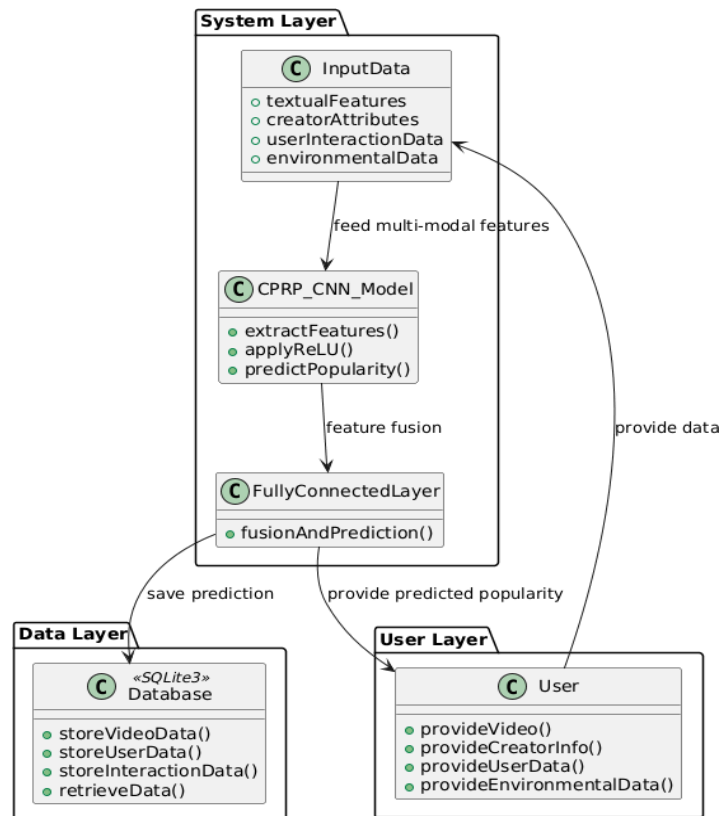 System Layer
C InputData
textualFeatures
creatorAttributes
userInteractionData
environmentalData
feed multi-modal features
C CPRP_CNN_Model
extractFeatures()
applyReLU()
predictPopularity()
feature fusion
provide data
C FullyConnectedLayer
fusionAndPrediction()
save prediction
provide predicted popularity
Data Layer
C «SQLite3»
Database
storeVideoData()
storeUserData()
storeInteractionData()
retrieveData()
User Layer
C User
provideVideo()
provideCreatorInfo()
provideUserData()
provideEnvironmentalData()